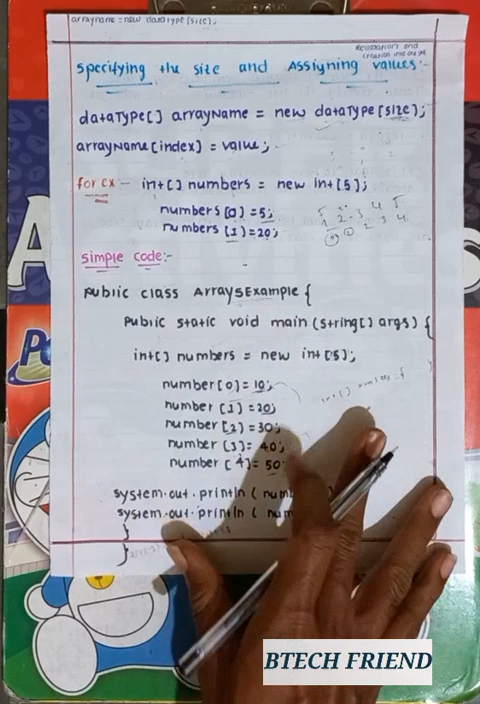 arrayname = new datatype [size];
creation
Specifying the size and Assigning values:-
dataType[] arrayName = new dataType[size];
arrayName[index] = value;
for ex - int[] numbers = new int[5];
numbers[0] = 5;
numbers [1] = 20;
simple code:-
public class ArraysExample {
public static void main (string[] args) {
int[] numbers = new int[5];
number[0] = 10;
number [1] = 20;
number [2] = 30;
number [3] = 40;
number [4] = 50;
system.out.println ( num
system.out.println ( num
}
}
BTECH FRIEND